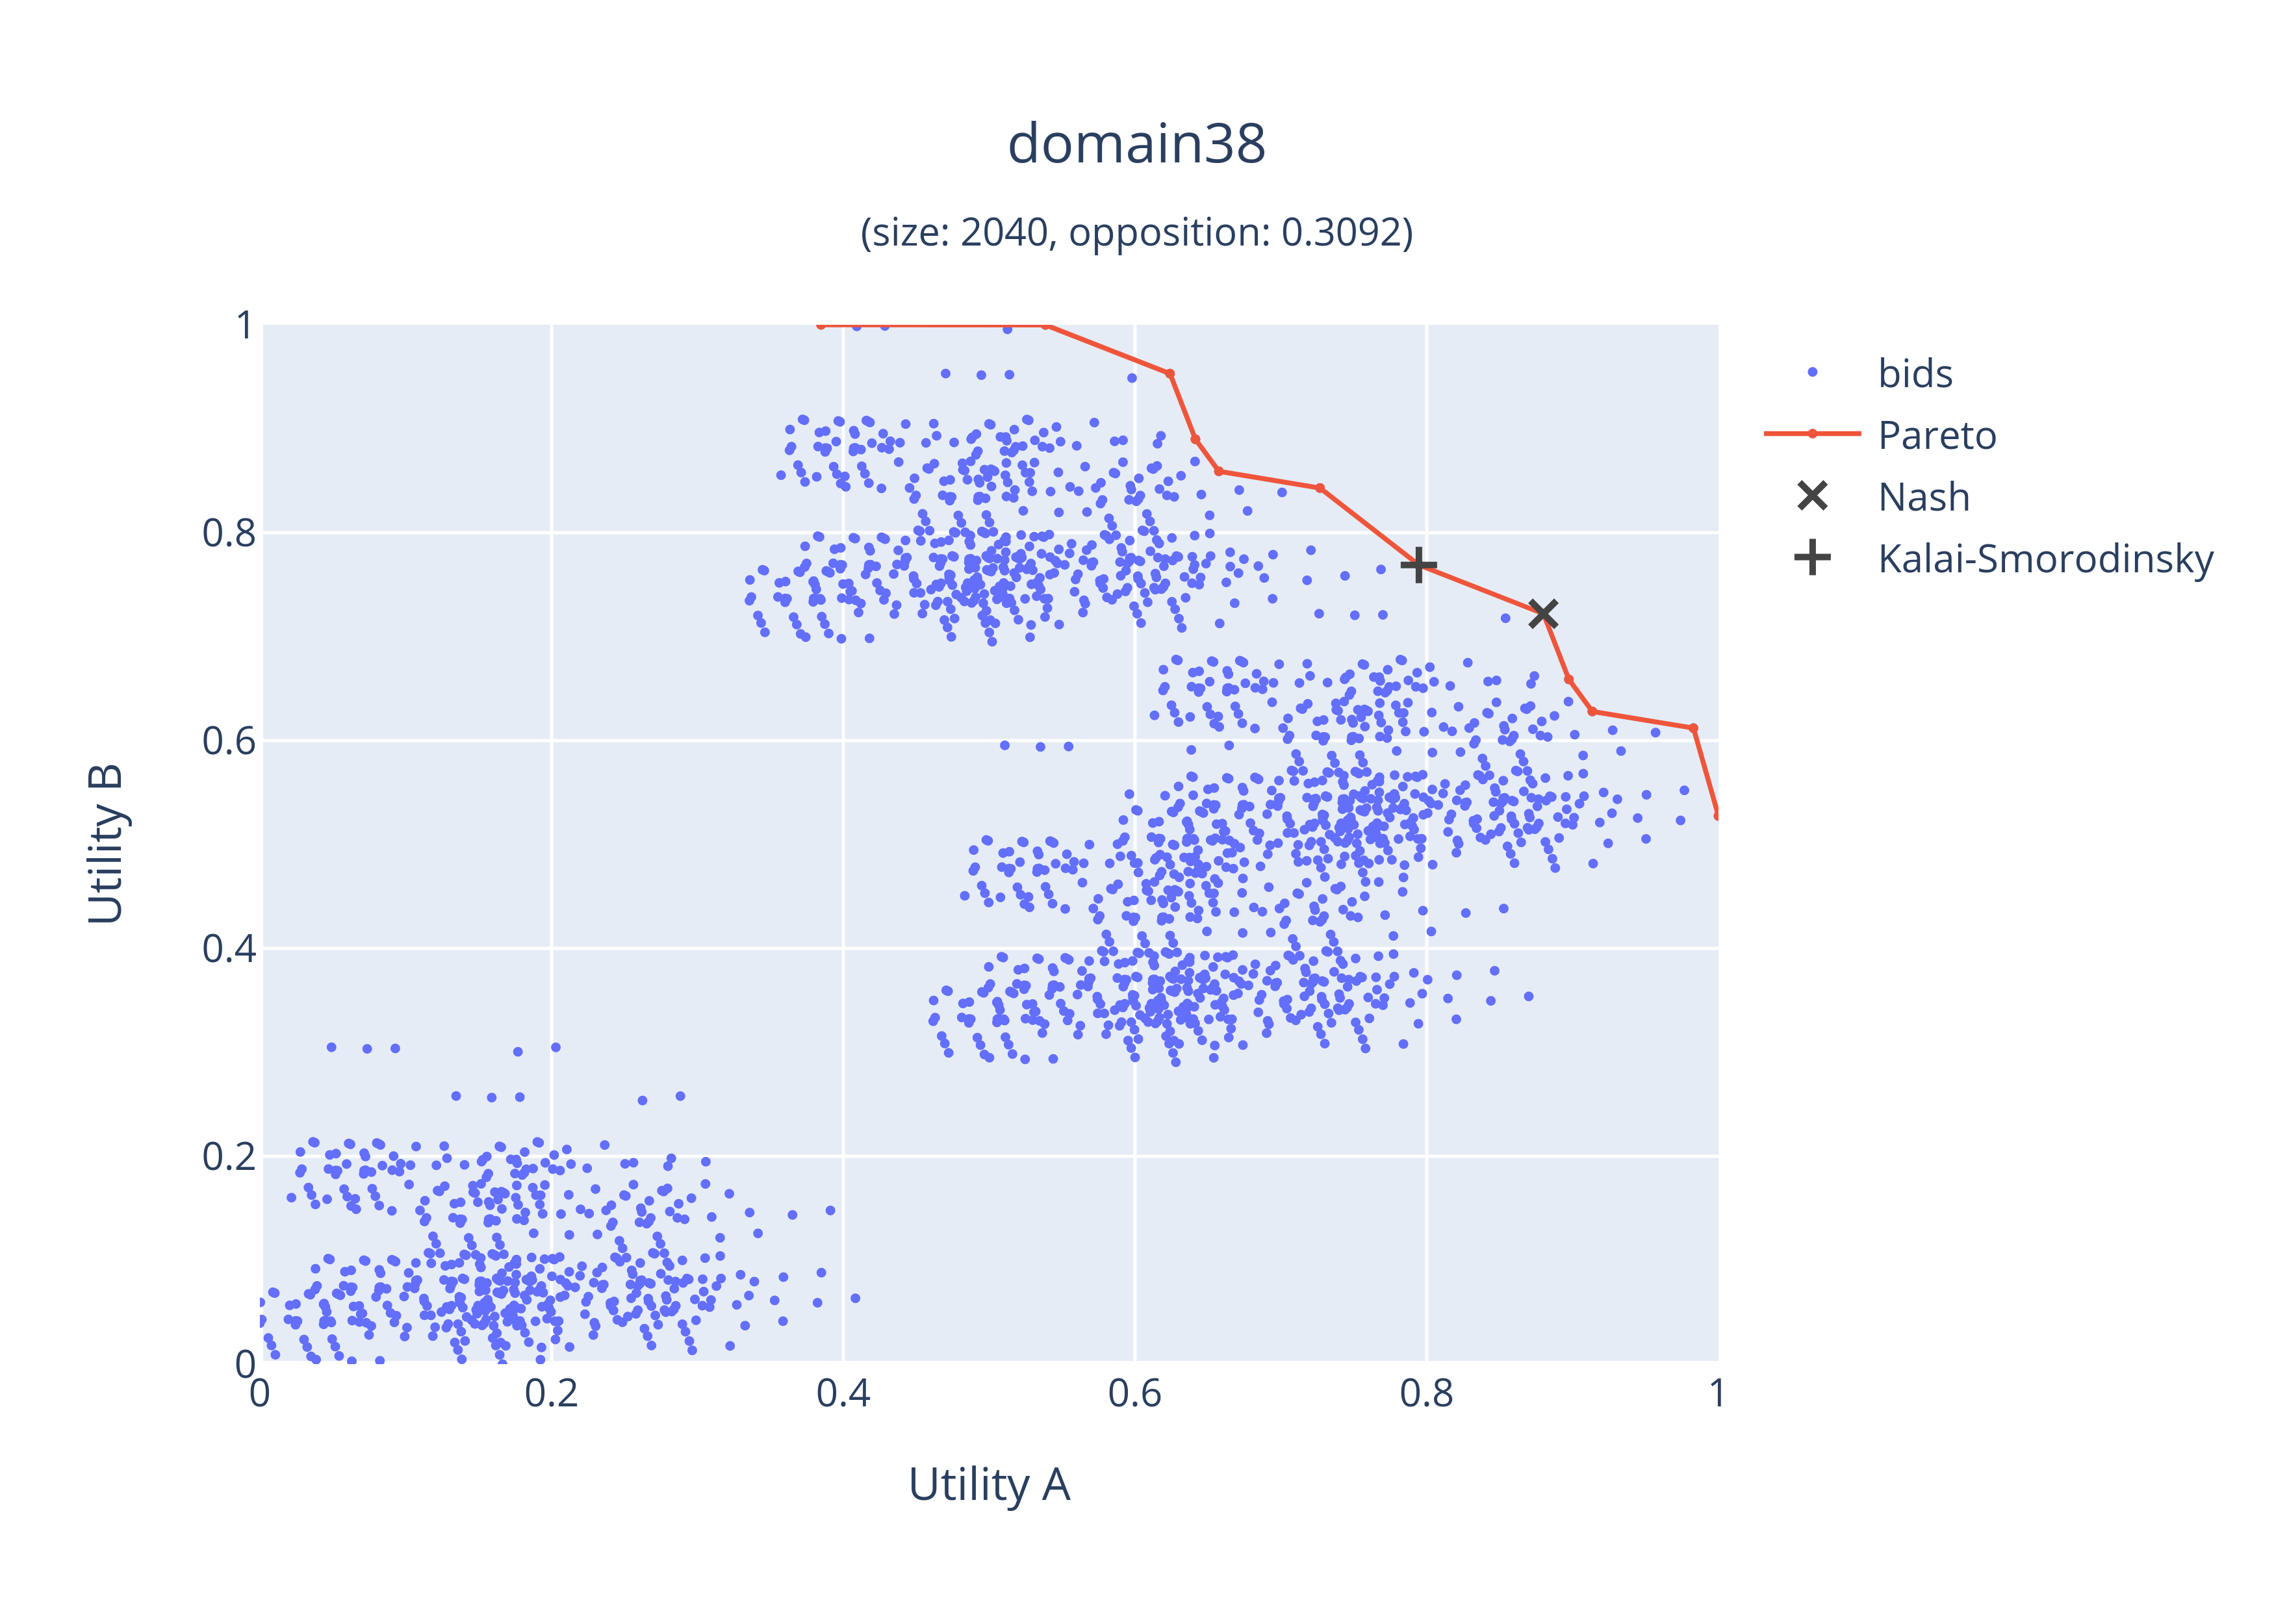 domain38
(size: 2040, opposition: 0.3092)
1
0.8
0.6
0.4
0.2
0
0
0.2
0.4
0.6
0.8
1
Utility A
Utility B
bids
Pareto
Nash
Kalai-Smorodinsky